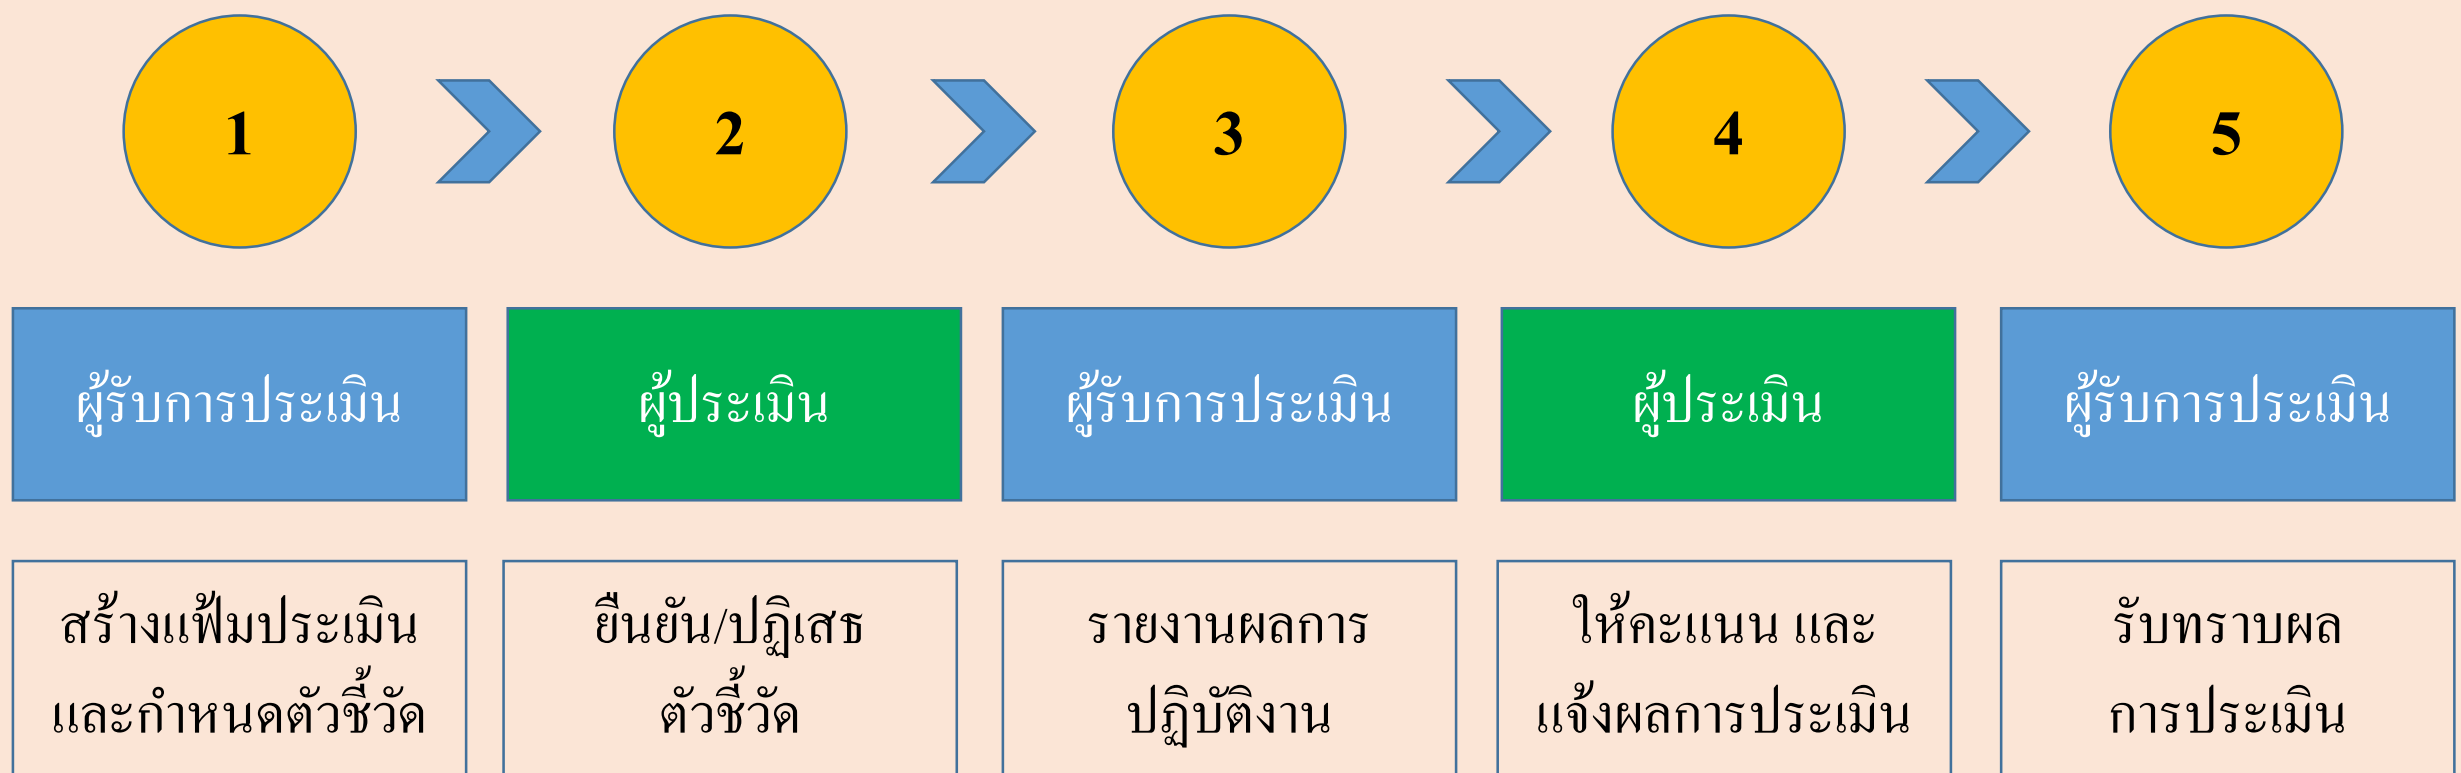 1
2
3
4
5
ผู้รับการประเมิน
ผู้ประเมิน
ผู้รับการประเมิน
ผู้ประเมิน
ผู้รับการประเมิน
สร้างแฟ้มประเมิน
และกำหนดตัวชี้วัด
ยืนยัน/ปฏิเสธ
ตัวชี้วัด
รายงานผลการ
ปฏิบัติงาน
ให้คะแนน และ
แจ้งผลการประเมิน
รับทราบผล
การประเมิน